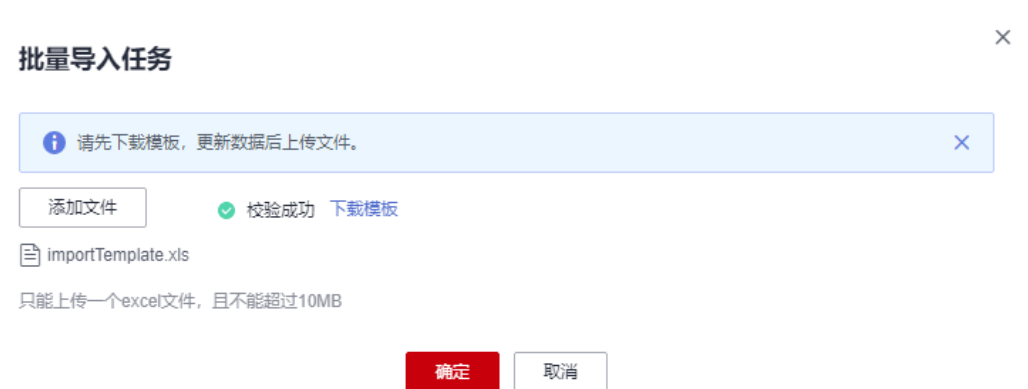 批量导入任务
请先下载模板，更新数据后上传文件。
添加文件 校验成功 下载模板
importTemplate.xls
只能上传一个excel文件，且不能超过10MB
确定 取消